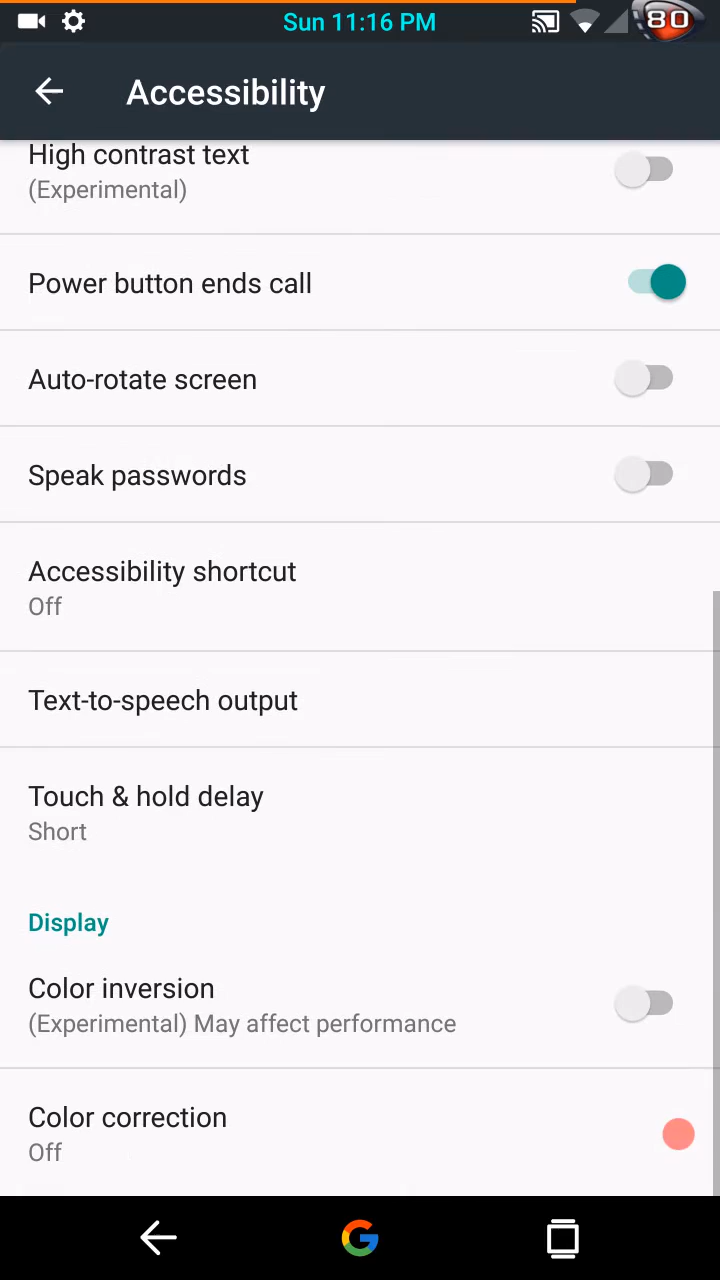 Sun 11:16 PM
80
Accessibility
High contrast text
(Experimental)
Power button ends call
Auto-rotate screen
Speak passwords
Accessibility shortcut
Off
Text-to-speech output
Touch & hold delay
Short
Display
Color inversion
(Experimental) May affect performance
Color correction
Off